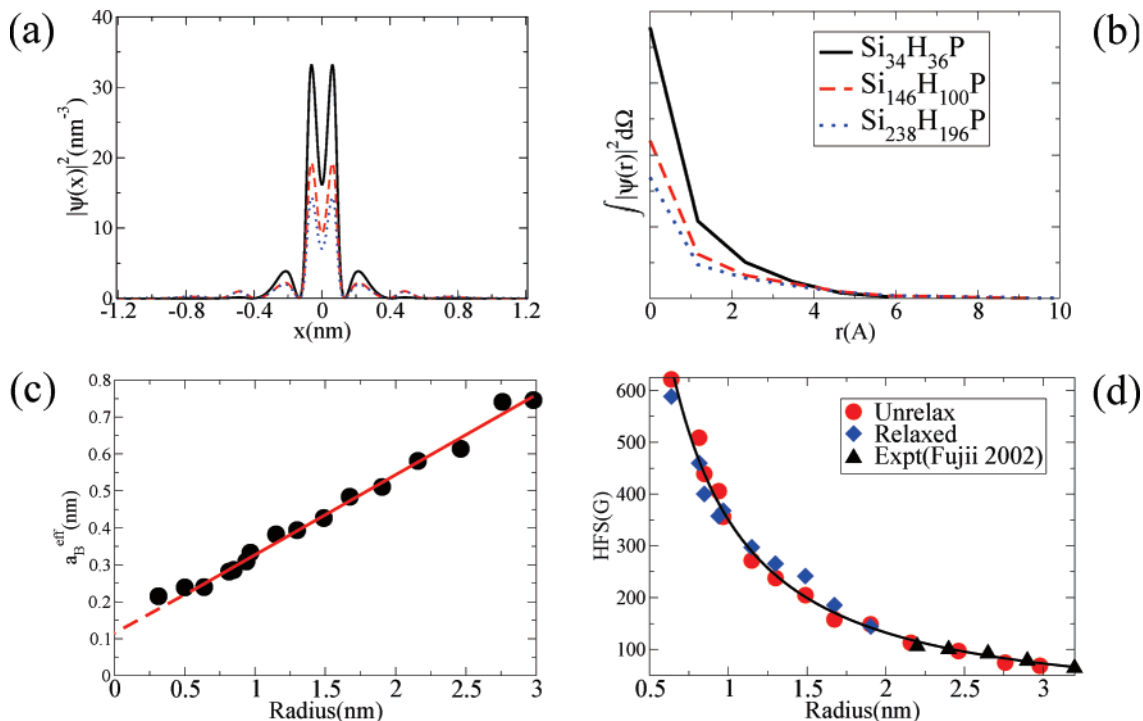 (a)
40
30
20
10
0
|ψ(x)|²(nm⁻³)
-1.2 -0.8 -0.4 0 0.4 0.8 1.2
x(nm)
(b)
Si₃₄H₃₆P
Si₁₄₆H₁₀₀P
Si₂₃₈H₁₉₆P
∫|ψ(r)|²dΩ
0 2 4 6 8 10
r(A)
(c)
0.8
0.7
0.6
0.5
0.4
0.3
0.2
0.1
0
a_B^eff(nm)
0 0.5 1 1.5 2 2.5 3
Radius(nm)
(d)
Unrelax
Relaxed
Expt(Fujii 2002)
600
500
400
300
200
100
HFS(G)
0.5 1 1.5 2 2.5 3
Radius(nm)